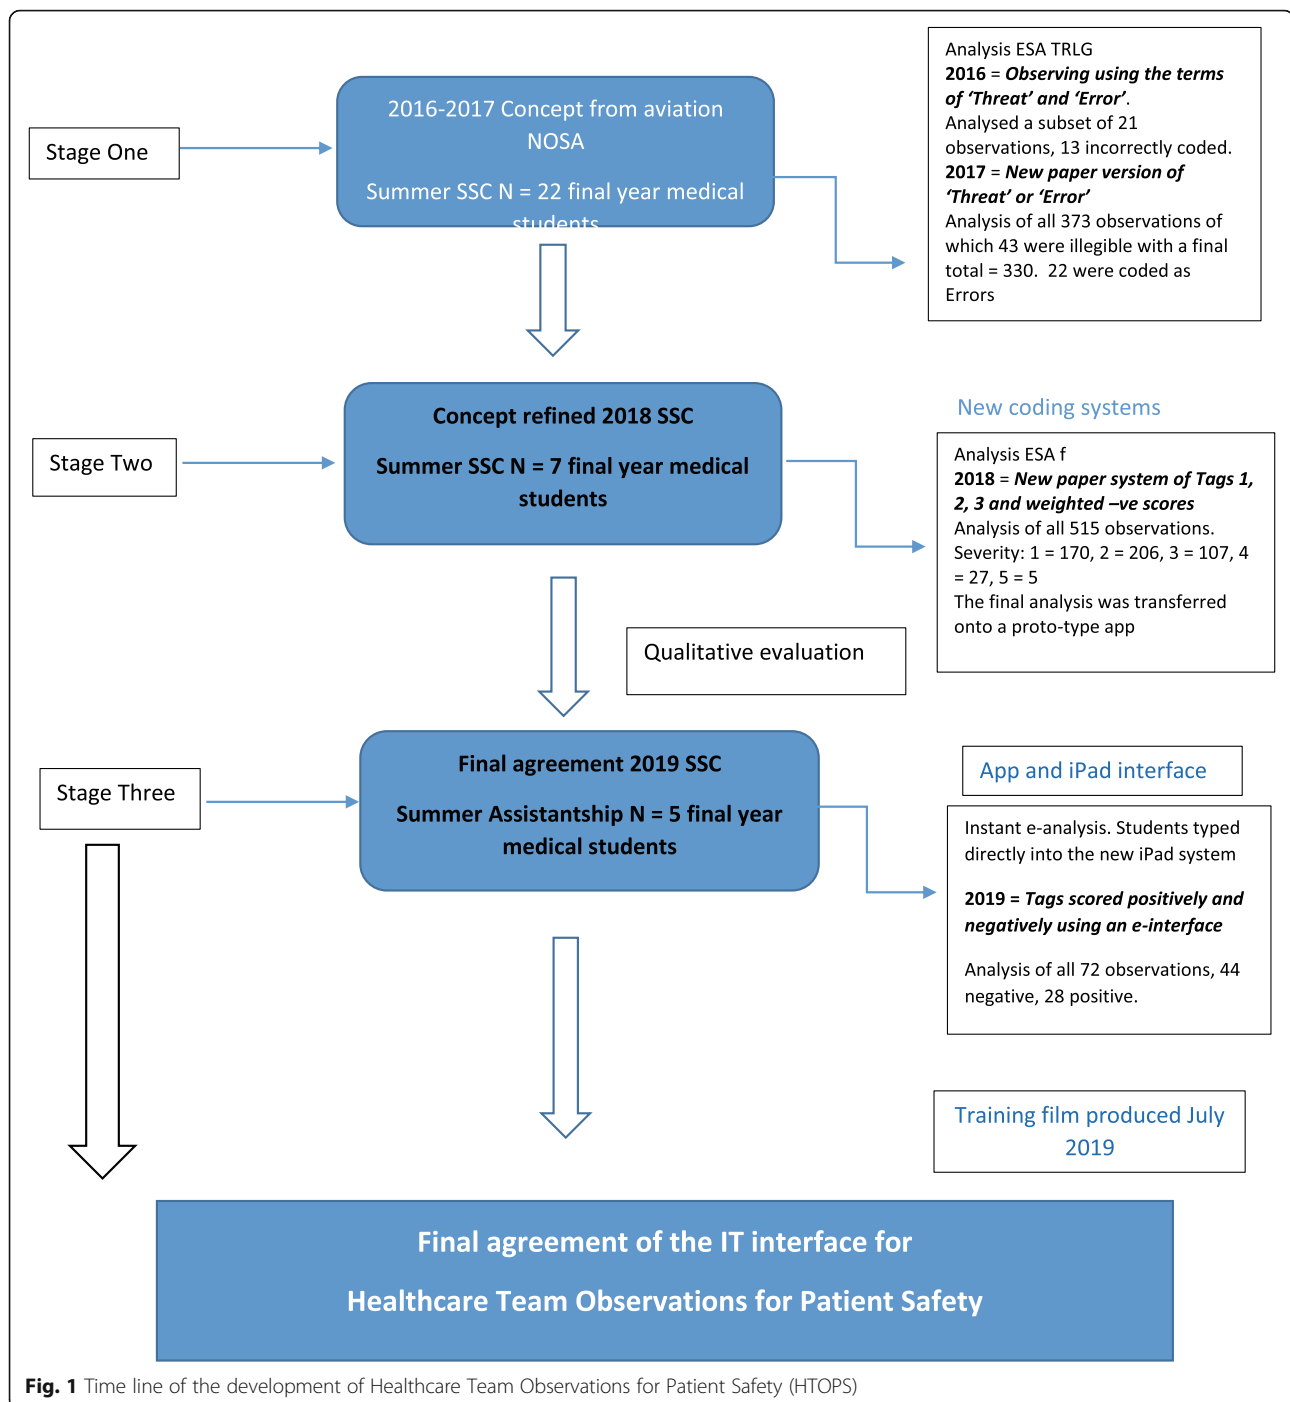 Stage One
2016-2017 Concept from aviation
NOSA
Summer SSC N = 22 final year medical
students
Analysis ESA TRLG
2016 = Observing using the terms
of ‘Threat’ and ‘Error’.
Analysed a subset of 21
observations, 13 incorrectly coded.
2017 = New paper version of
‘Threat’ or ‘Error’
Analysis of all 373 observations of
which 43 were illegible with a final
total = 330.  22 were coded as
Errors
Stage Two
Concept refined 2018 SSC
Summer SSC N = 7 final year medical
students
New coding systems
Analysis ESA f
2018 = New paper system of Tags 1,
2, 3 and weighted –ve scores
Analysis of all 515 observations.
Severity: 1 = 170, 2 = 206, 3 = 107, 4
= 27, 5 = 5
The final analysis was transferred
onto a proto-type app
Qualitative evaluation
Stage Three
Final agreement 2019 SSC
Summer Assistantship N = 5 final year
medical students
App and iPad interface
Instant e-analysis. Students typed
directly into the new iPad system
2019 = Tags scored positively and
negatively using an e-interface
Analysis of all 72 observations, 44
negative, 28 positive.
Training film produced July
2019
Final agreement of the IT interface for
Healthcare Team Observations for Patient Safety
Fig. 1 Time line of the development of Healthcare Team Observations for Patient Safety (HTOPS)